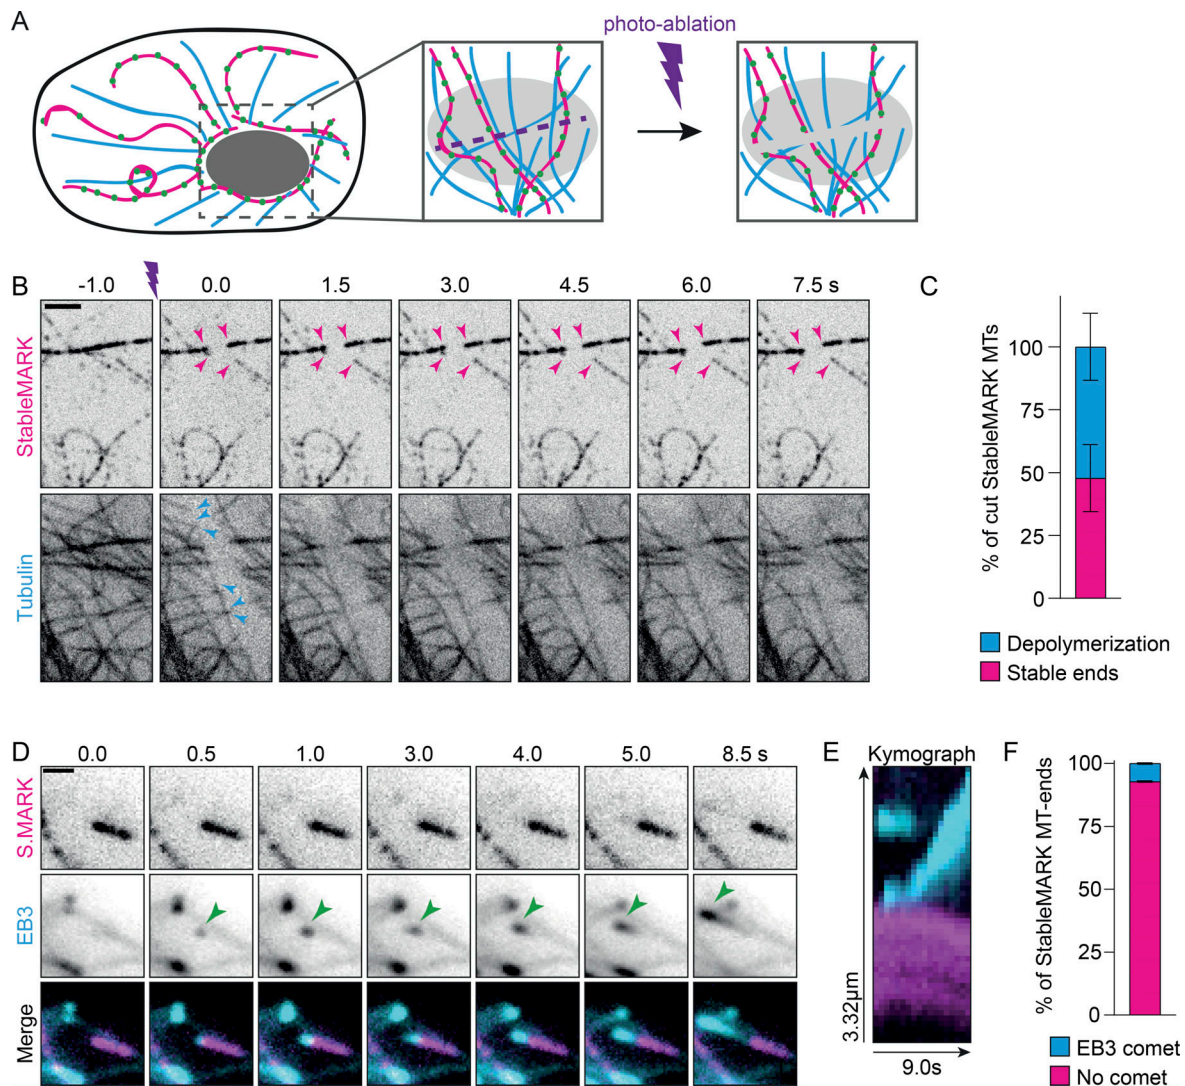 A
photo-ablation
B
-1.0 0.0 1.5 3.0 4.5 6.0 7.5 s
StableMARK
Tubulin
C
% of cut StableMARK MTs
100
75
50
25
0
Depolymerization
Stable ends
D
0.0 0.5 1.0 3.0 4.0 5.0 8.5 s
S.MARK
EB3
Merge
E
Kymograph
3.32µm
9.0s
F
% of StableMARK MT-ends
100
75
50
25
0
EB3 comet
No comet